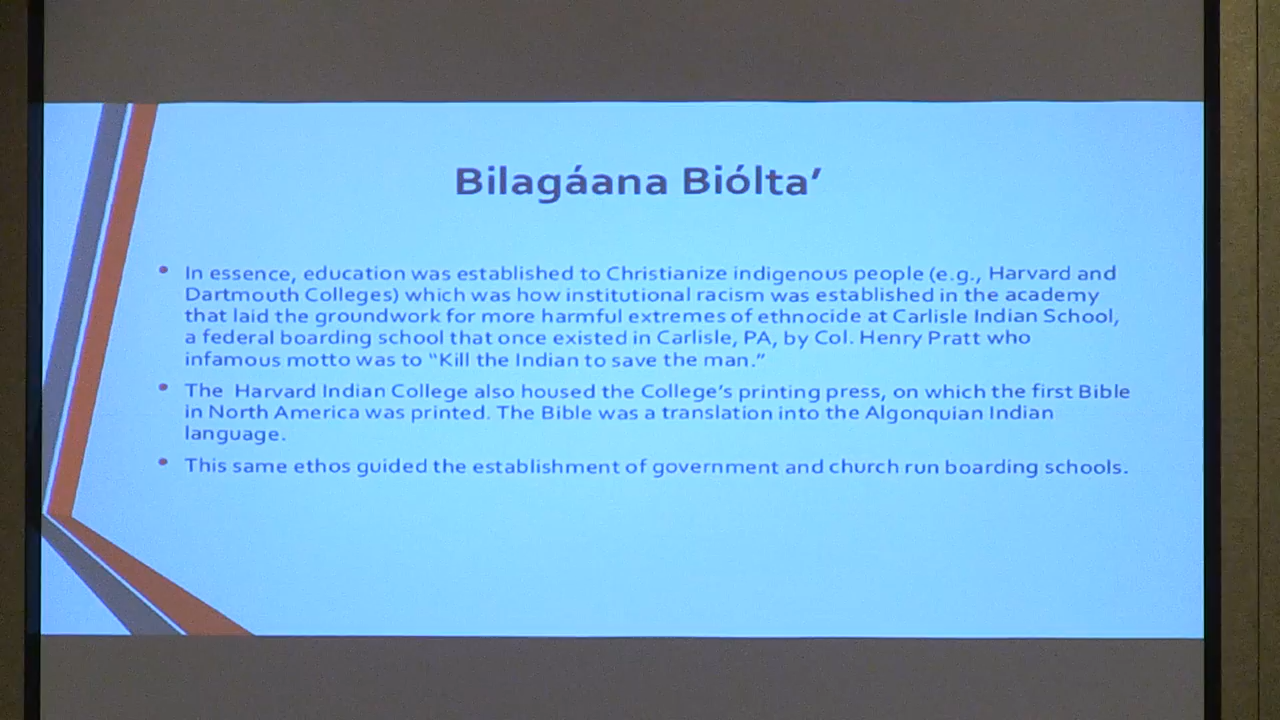 Bilagáana Biólta’
• In essence, education was established to Christianize indigenous people (e.g., Harvard and
Dartmouth Colleges) which was how institutional racism was established in the academy
that laid the groundwork for more harmful extremes of ethnocide at Carlisle Indian School,
a federal boarding school that once existed in Carlisle, PA, by Col. Henry Pratt who
infamous motto was to “Kill the Indian to save the man.”
• The Harvard Indian College also housed the College’s printing press, on which the first Bible
in North America was printed. The Bible was a translation into the Algonquian Indian
language.
• This same ethos guided the establishment of government and church run boarding schools.